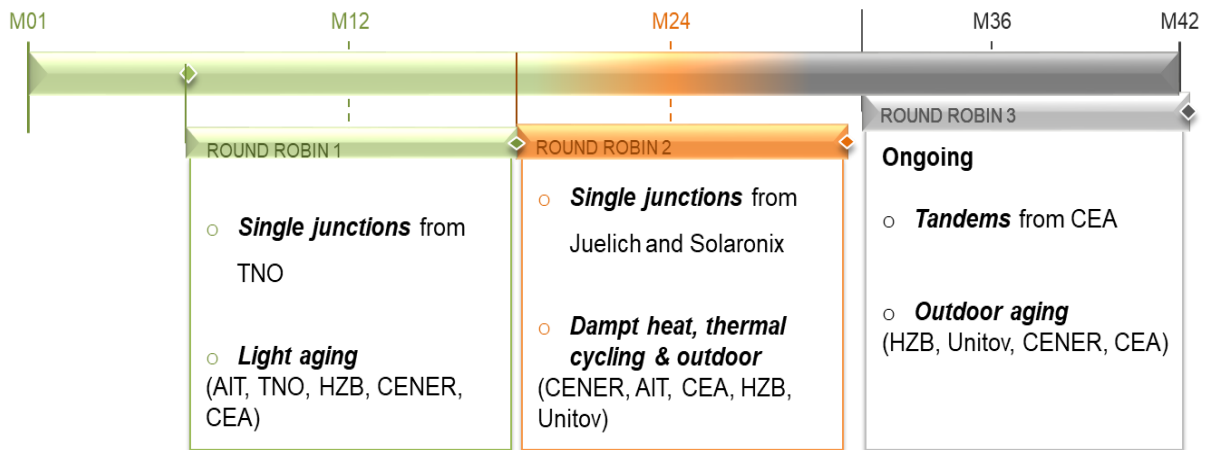 M01 M12 M24 M36 M42
ROUND ROBIN 1
o Single junctions from
TNO
o Light aging
(AIT, TNO, HZB, CENER,
CEA)
ROUND ROBIN 2
o Single junctions from
Juelich and Solaronix
o Dampt heat, thermal
cycling & outdoor
(CENER, AIT, CEA, HZB,
Unitov)
ROUND ROBIN 3
Ongoing
o Tandems from CEA
o Outdoor aging
(HZB, Unitov, CENER, CEA)